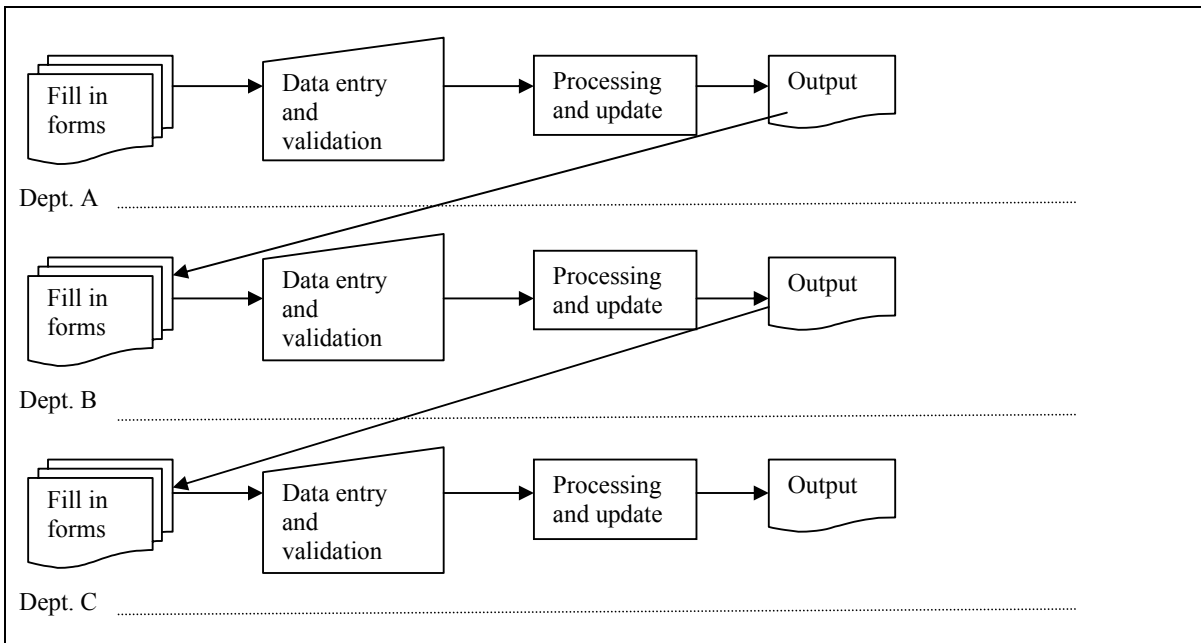 Fill in
forms
Data entry
and
validation
Processing
and update
Output
Dept. A
Fill in
forms
Data entry
and
validation
Processing
and update
Output
Dept. B
Fill in
forms
Data entry
and
validation
Processing
and update
Output
Dept. C